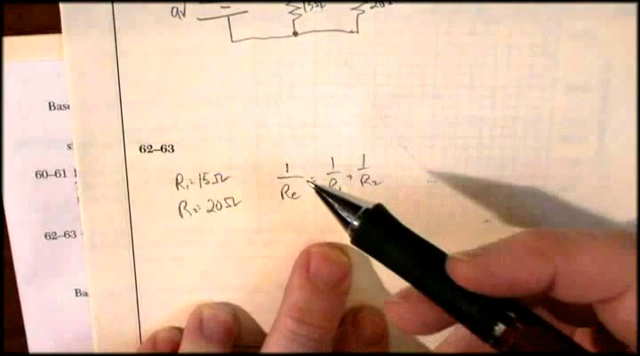 9V
15Ω
20Ω
Base
60-61
62-63
Ba
62–63
R₁=15Ω
R₂=20Ω
1/Re = 1/R₁ + 1/R₂